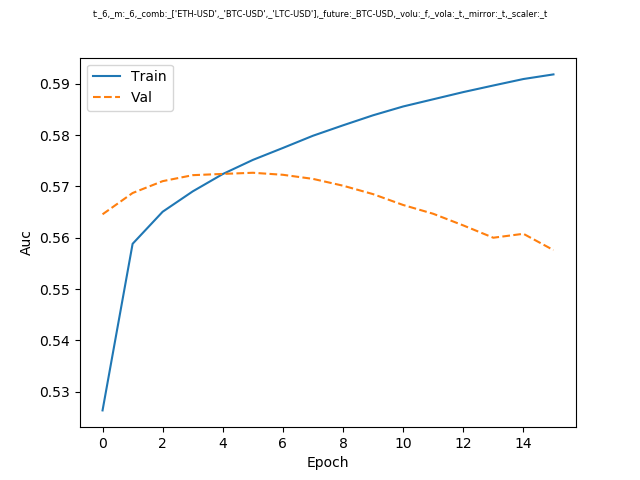 t:_6,_m:_6,_comb:_['ETH-USD',_'BTC-USD',_'LTC-USD'],_future:_BTC-USD,_volu:_f,_vola:_t,_mirror:_t,_scaler:_t
Train
Val
0.59
0.58
0.57
0.56
0.55
0.54
0.53
Auc
0 2 4 6 8 10 12 14
Epoch